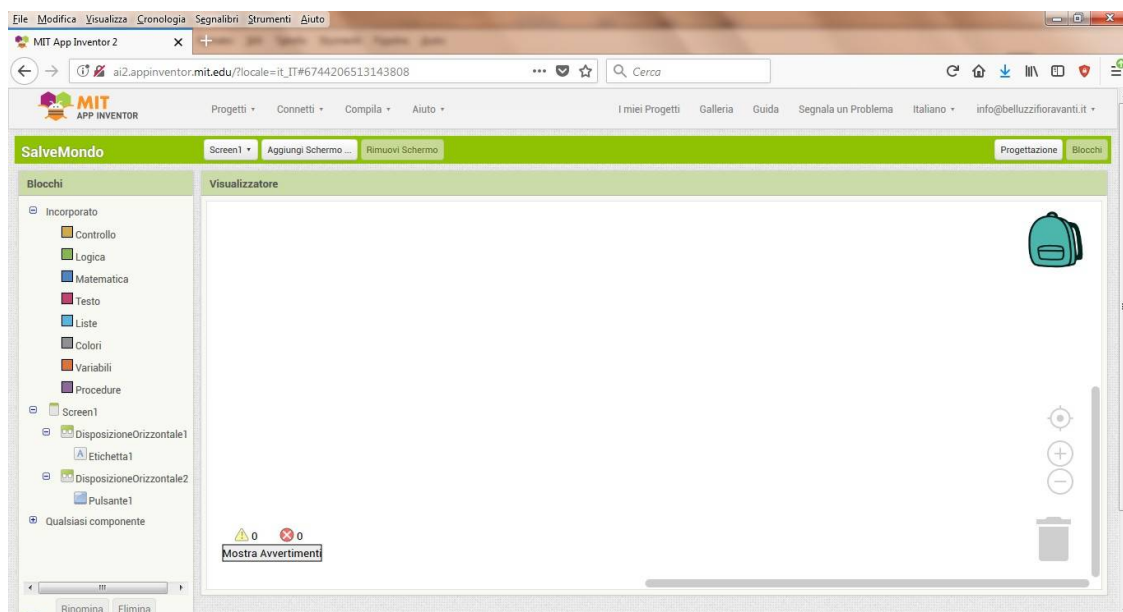 File Modifica Visualizza Cronologia Segnalibri Strumenti Aiuto
MIT App Inventor 2
ai2.appinventor.mit.edu/?locale=it_IT#6744206513143808
Cerca
MIT
APP INVENTOR
Progetti Connetti Compila Aiuto I miei Progetti Galleria Guida Segnala un Problema Italiano info@belluzzifioravanti.it
SalveMondo Screen1 Aggiungi Schermo ... Rimuovi Schermo Progettazione Blocchi
Blocchi Visualizzatore
Incorporato
Controllo
Logica
Matematica
Testo
Liste
Colori
Variabili
Procedure
Screen1
DisposizioneOrizzontale1
Etichetta1
DisposizioneOrizzontale2
Pulsante1
Qualsiasi componente
0 0
Mostra Avvertimenti
Rinomina Elimina